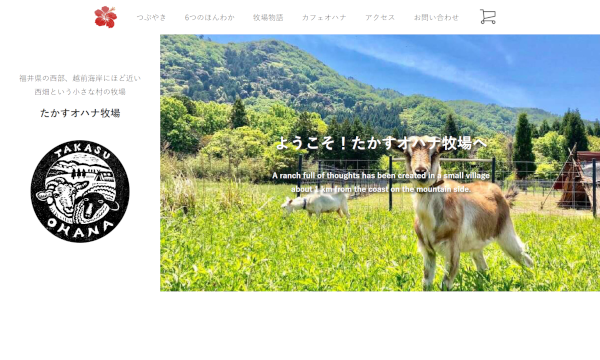 つぶやき 6つのほんわか 牧場物語 カフェオハナ アクセス お問い合わせ
福井県の西部、越前海岸にほど近い
西畑という小さな村の牧場
たかすオハナ牧場
TAKASU
OHANA
ようこそ！たかすオハナ牧場へ
A ranch full of thoughts has been created in a small village
about 1 km from the coast on the mountain side.